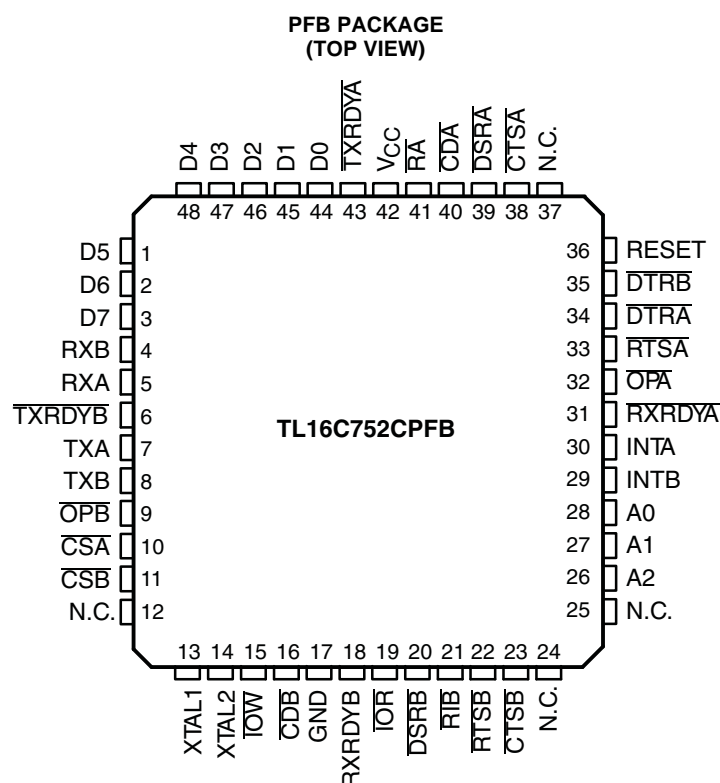 PFB PACKAGE
(TOP VIEW)
D4
D3
D2
D1
D0
TXRDYA
VCC
RA
CDA
DSRA
CTSA
N.C.
48 47 46 45 44 43 42 41 40 39 38 37
D5 1
D6 2
D7 3
RXB 4
RXA 5
TXRDYB 6
TXA 7
TXB 8
OPB 9
CSA 10
CSB 11
N.C. 12
TL16C752CPFB
36 RESET
35 DTRB
34 DTRA
33 RTSA
32 OPA
31 RXRDYA
30 INTA
29 INTB
28 A0
27 A1
26 A2
25 N.C.
13 14 15 16 17 18 19 20 21 22 23 24
XTAL1
XTAL2
IOW
CDB
GND
RXRDYB
IOR
DSRB
RIB
RTSB
CTSB
N.C.